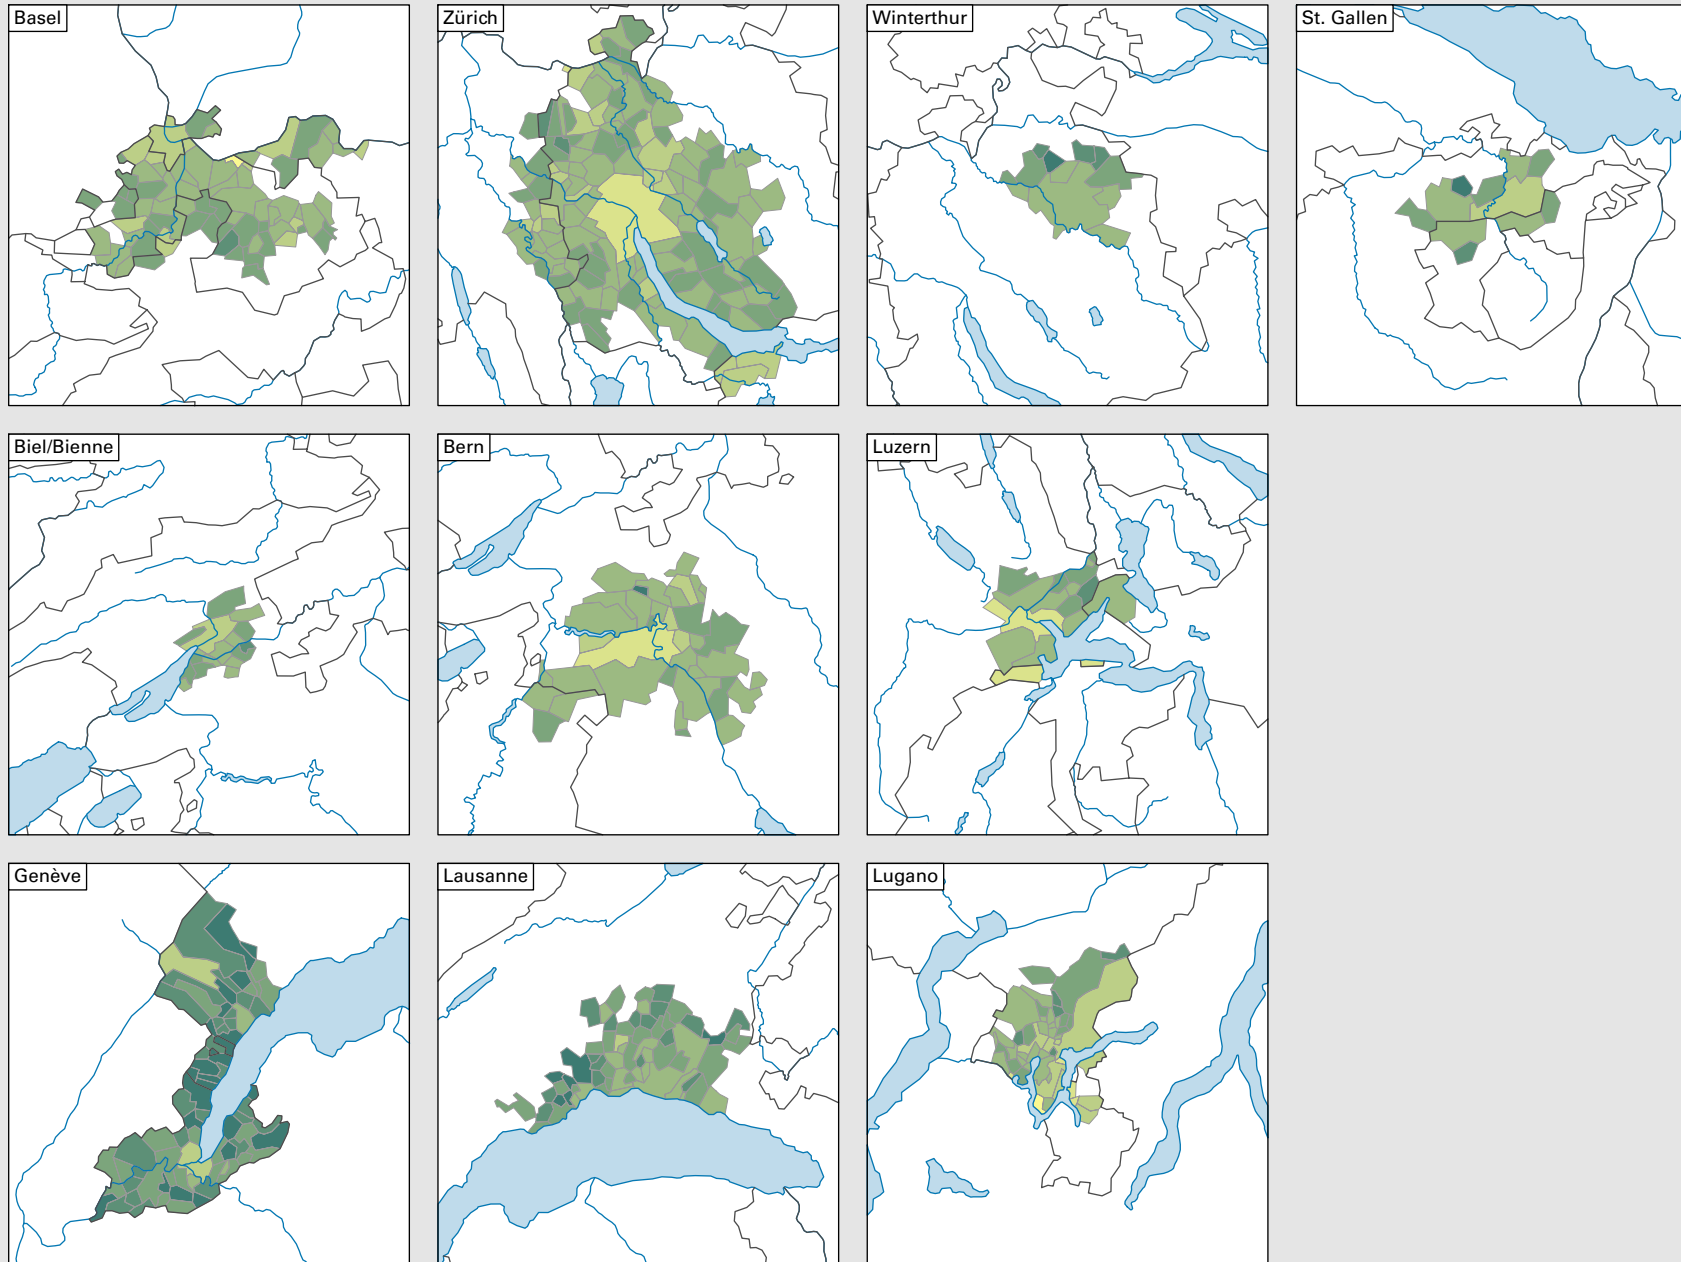 Basel
Zürich
Winterthur
St. Gallen
Biel/Bienne
Bern
Luzern
Genève
Lausanne
Lugano